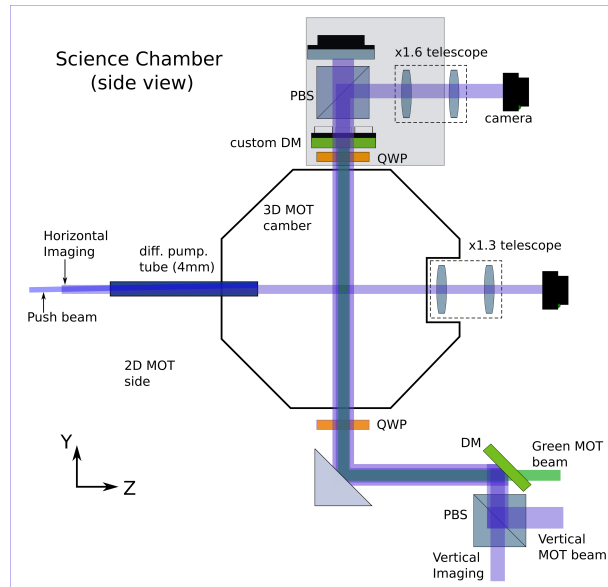 Science Chamber
(side view)
x1.6 telescope
PBS
camera
custom DM
QWP
3D MOT
camber
Horizontal
Imaging
diff. pump.
tube (4mm)
x1.3 telescope
Push beam
2D MOT
side
QWP
Y
Z
DM
Green MOT
beam
PBS
Vertical
MOT beam
Vertical
Imaging